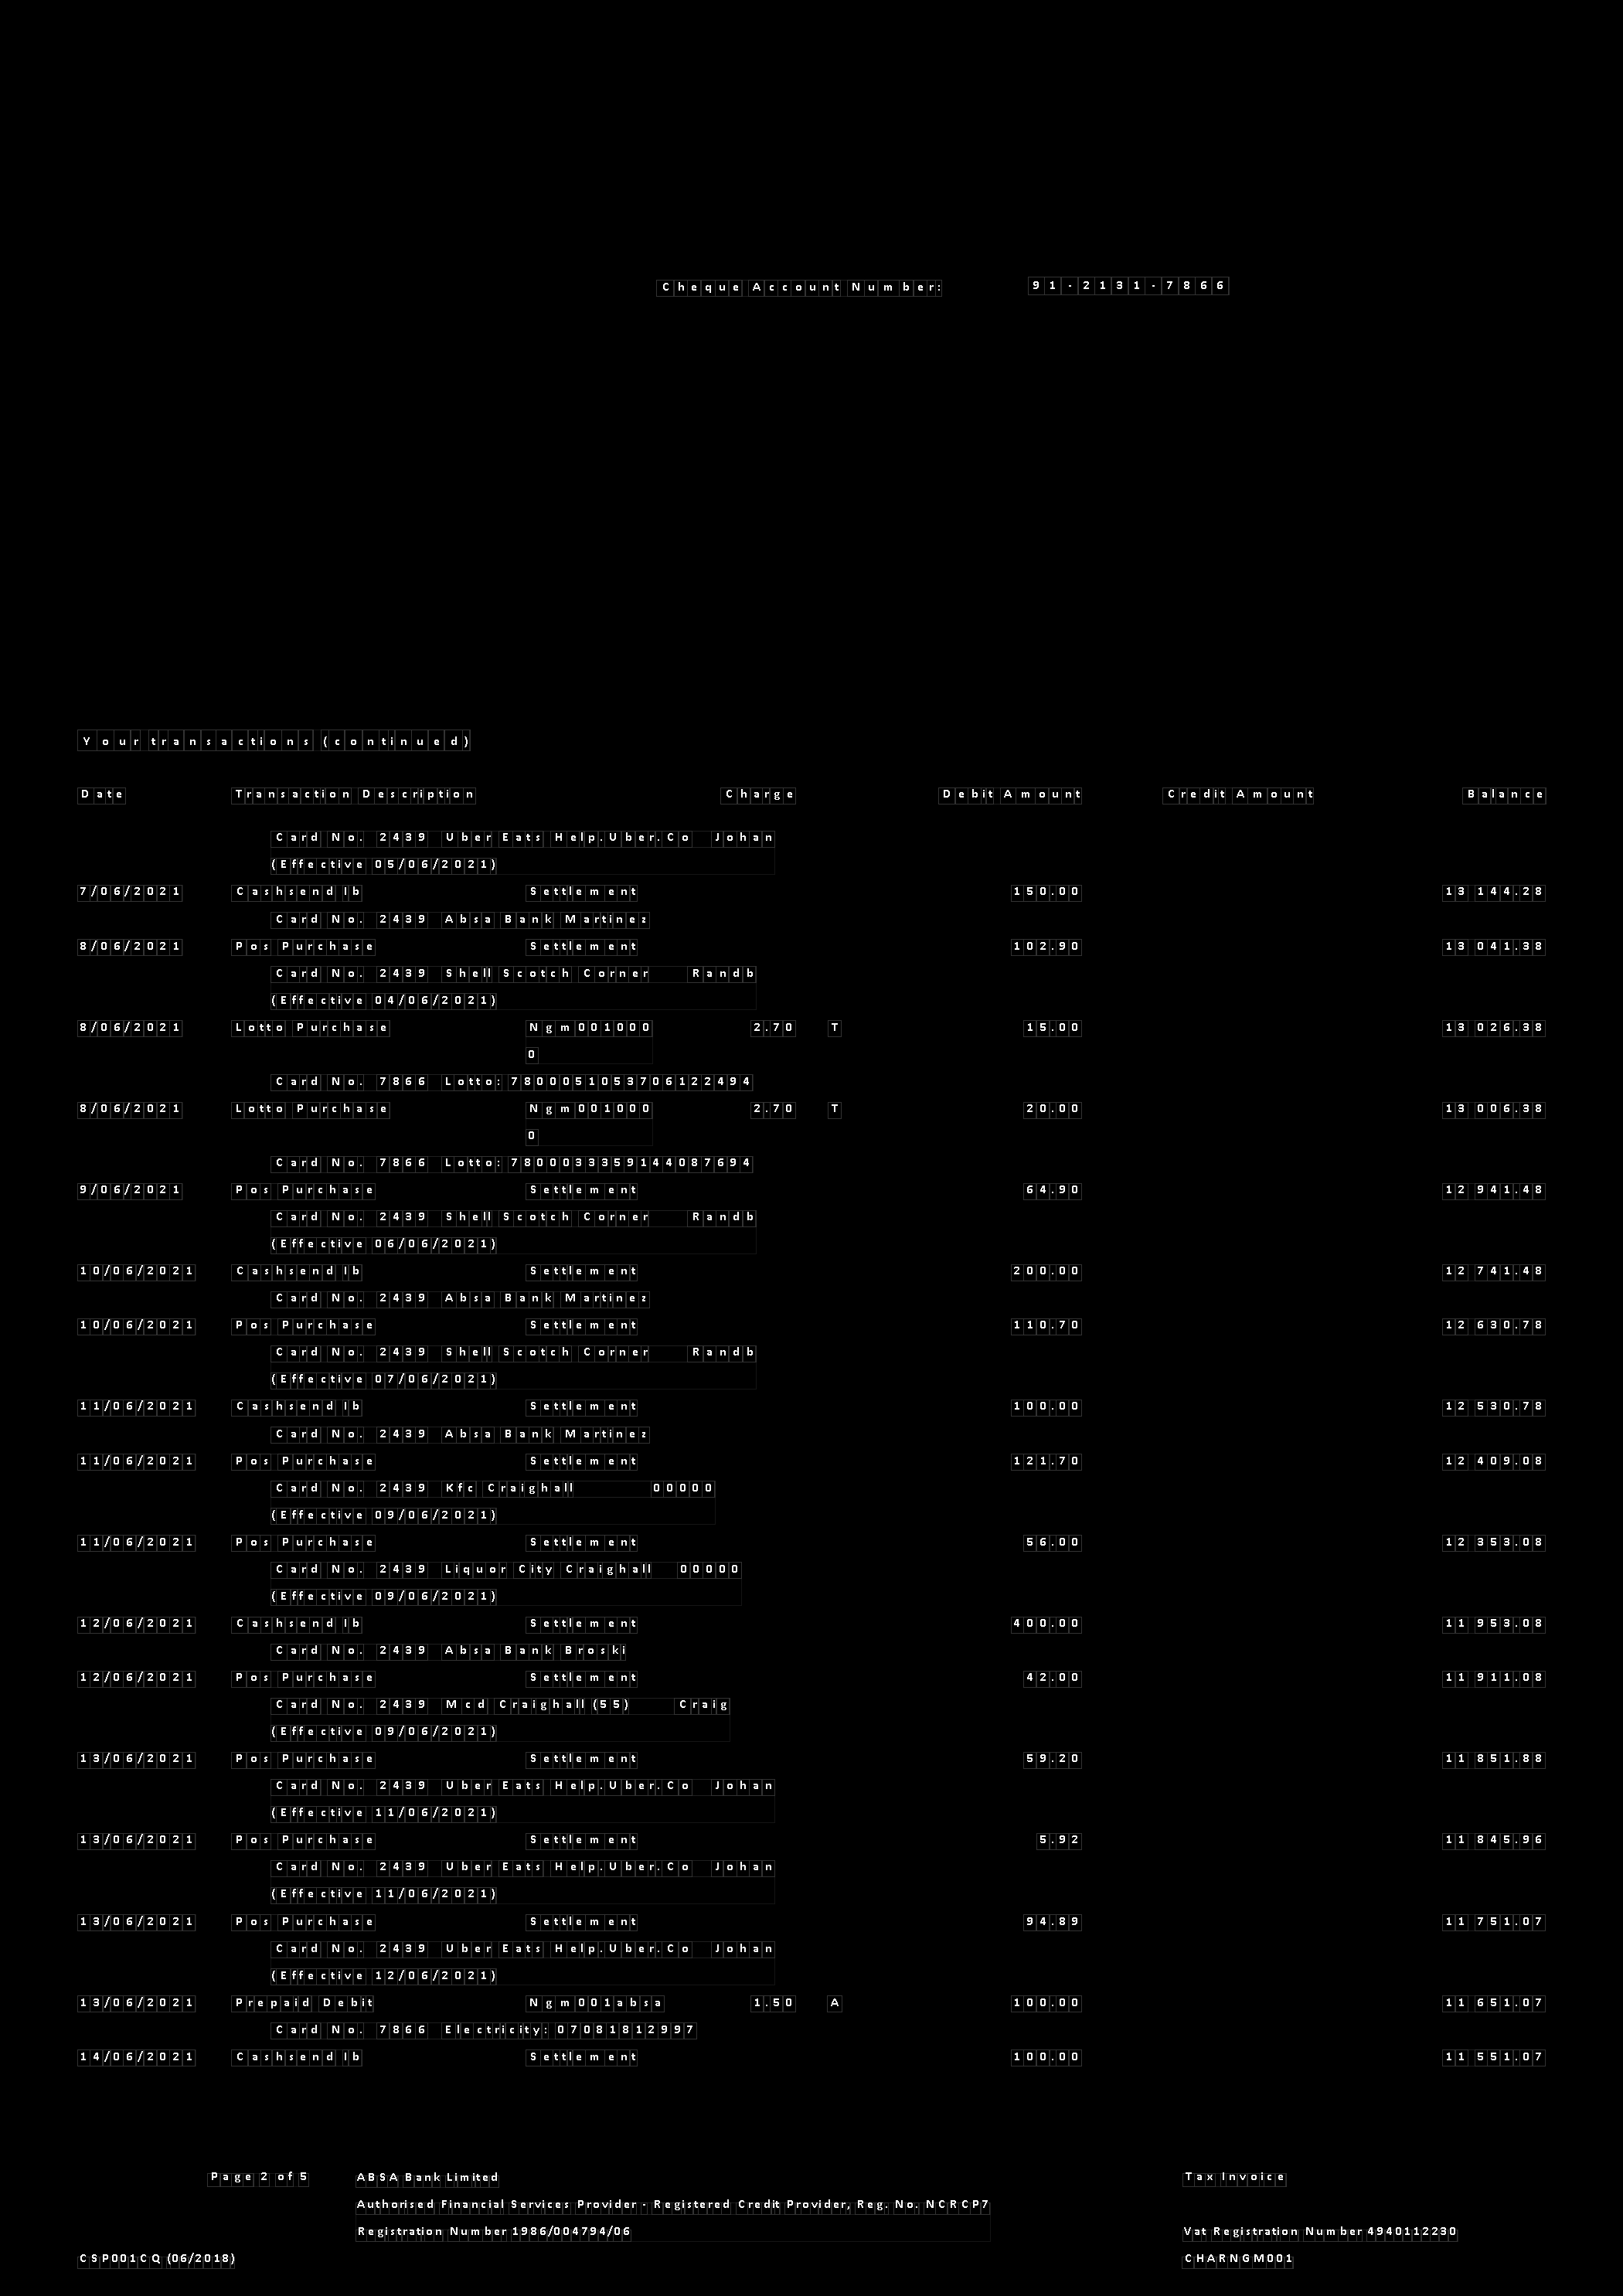 Cheque Account Number: 91-2131-7866
Your transactions (continued)
Date Transaction Description Charge Debit Amount Credit Amount Balance
Card No. 2439 Uber Eats Help.Uber.Co Johan
(Effective 05/06/2021)
7/06/2021 Cashsend Ib Settlement 150.00 13 144.28
Card No. 2439 Absa Bank Martinez
8/06/2021 Pos Purchase Settlement 102.90 13 041.38
Card No. 2439 Shell Scotch Corner Randb
(Effective 04/06/2021)
8/06/2021 Lotto Purchase Ngm001000 2.70 T 15.00 13 026.38
0
Card No. 7866 Lotto: 780005105370612 2494
8/06/2021 Lotto Purchase Ngm001000 2.70 T 20.00 13 006.38
0
Card No. 7866 Lotto: 7800033359144087694
9/06/2021 Pos Purchase Settlement 64.90 12 941.48
Card No. 2439 Shell Scotch Corner Randb
(Effective 06/06/2021)
10/06/2021 Cashsend Ib Settlement 200.00 12 741.48
Card No. 2439 Absa Bank Martinez
10/06/2021 Pos Purchase Settlement 110.70 12 630.78
Card No. 2439 Shell Scotch Corner Randb
(Effective 07/06/2021)
11/06/2021 Cashsend Ib Settlement 100.00 12 530.78
Card No. 2439 Absa Bank Martinez
11/06/2021 Pos Purchase Settlement 121.70 12 409.08
Card No. 2439 Kfc Craighall 00000
(Effective 09/06/2021)
11/06/2021 Pos Purchase Settlement 56.00 12 353.08
Card No. 2439 Liquor City Craighall 00000
(Effective 09/06/2021)
12/06/2021 Cashsend Ib Settlement 400.00 11 953.08
Card No. 2439 Absa Bank Broski
12/06/2021 Pos Purchase Settlement 42.00 11 911.08
Card No. 2439 Mcd Craighall (55) Craig
(Effective 09/06/2021)
13/06/2021 Pos Purchase Settlement 59.20 11 851.88
Card No. 2439 Uber Eats Help.Uber.Co Johan
(Effective 11/06/2021)
13/06/2021 Pos Purchase Settlement 5.92 11 845.96
Card No. 2439 Uber Eats Help.Uber.Co Johan
(Effective 11/06/2021)
13/06/2021 Pos Purchase Settlement 94.89 11 751.07
Card No. 2439 Uber Eats Help.Uber.Co Johan
(Effective 12/06/2021)
13/06/2021 Prepaid Debit Ngm001absa 1.50 A 100.00 11 651.07
Card No. 7866 Electricity: 07081812997
14/06/2021 Cashsend Ib Settlement 100.00 11 551.07
Page 2 of 5 ABSA Bank Limited Tax Invoice
Authorised Financial Services Provider - Registered Credit Provider, Reg. No. NCRCP7
Registration Number 1986/004794/06 Vat Registration Number 4940112230
CSP001CQ (06/2018) CHARNGM001